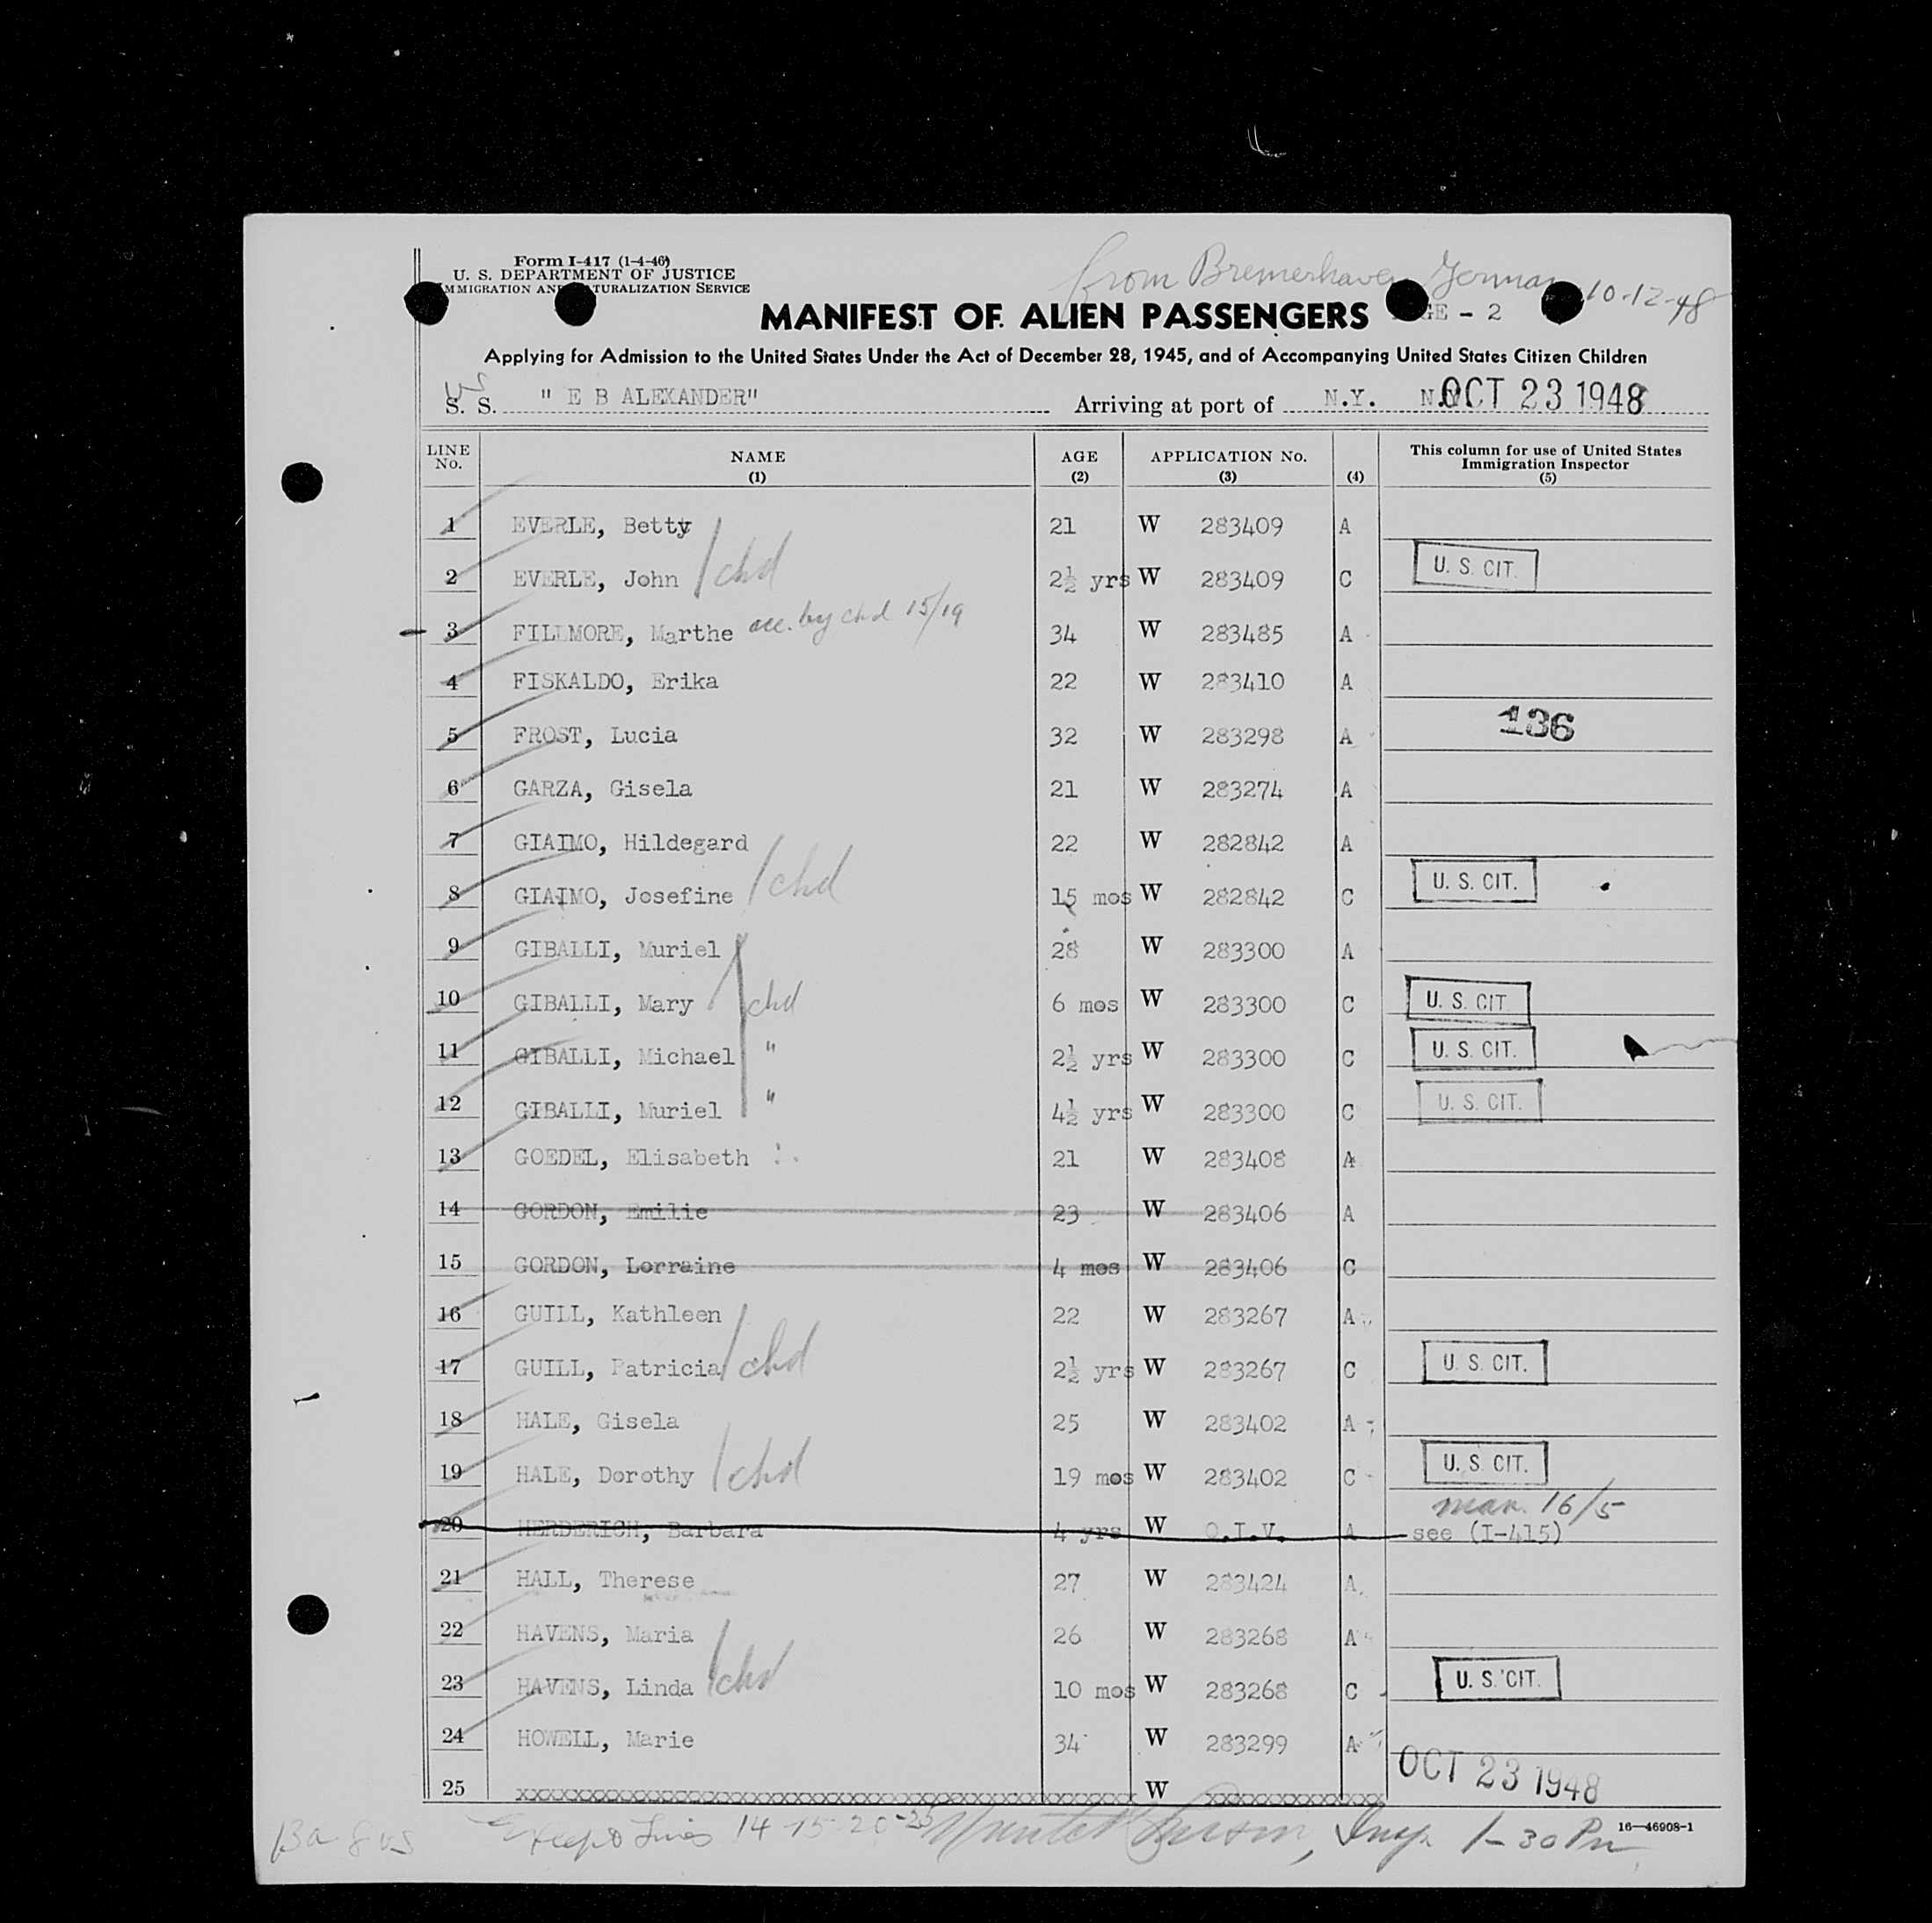 Form I-417 (1-4-46)
U. S. DEPARTMENT OF JUSTICE
IMMIGRATION AND NATURALIZATION SERVICE
from Bremerhaven German 10-12-48
MANIFEST OF ALIEN PASSENGERS GE - 2
Applying for Admission to the United States Under the Act of December 28, 1945, and of Accompanying United States Citizen Children
US
S. S. " E B ALEXANDER" Arriving at port of N.Y. N.Y. OCT 23 1948
LINE No. NAME (1) AGE (2) APPLICATION No. (3) (4) This column for use of United States Immigration Inspector (5)
1 EVERLE, Betty 21 W 283409 A
2 EVERLE, John chd 2½ yrs W 283409 C U. S. CIT.
3 FILLMORE, Marthe acc. by chd 15/19 34 W 283485 A
4 FISKALDO, Erika 22 W 283410 A
5 FROST, Lucia 32 W 283298 A 136
6 GARZA, Gisela 21 W 283274 A
7 GIAIMO, Hildegard 22 W 282842 A
8 GIAIMO, Josefine chd 15 mos W 282842 C U. S. CIT.
9 GIBALLI, Muriel 28 W 283300 A
10 GIBALLI, Mary chd 6 mos W 283300 C U. S. CIT.
11 GIBALLI, Michael " 2½ yrs W 283300 C U. S. CIT.
12 GIBALLI, Muriel " 4½ yrs W 283300 C U. S. CIT.
13 GOEDEL, Elisabeth 21 W 283408 A
14 GORDON, Emilie 23 W 283406 A
15 GORDON, Lorraine 4 mos W 283406 C
16 GUILL, Kathleen 22 W 283267 A
17 GUILL, Patricia chd 2½ yrs W 283267 C U. S. CIT.
18 HALE, Gisela 25 W 283402 A
19 HALE, Dorothy chd 19 mos W 283402 C U. S. CIT.
man. 16/5
20 HERDERICH, Barbara 4 yrs W Q.I.V. A see (I-415)
21 HALL, Therese 27 W 283424 A
22 HAVENS, Maria 26 W 283268 A
23 HAVENS, Linda chd 10 mos W 283268 C U. S. CIT.
24 HOWELL, Marie 34 W 283299 A
OCT 23 1948
25 xxxxxxxxxxxxxxxxxxxxxxxxxxxxxxxxxxxxxxx W xxxxxxxxxxxxx
16—46908-1
Except Lines 14-15-20-25 Insp. 1-30 Pm